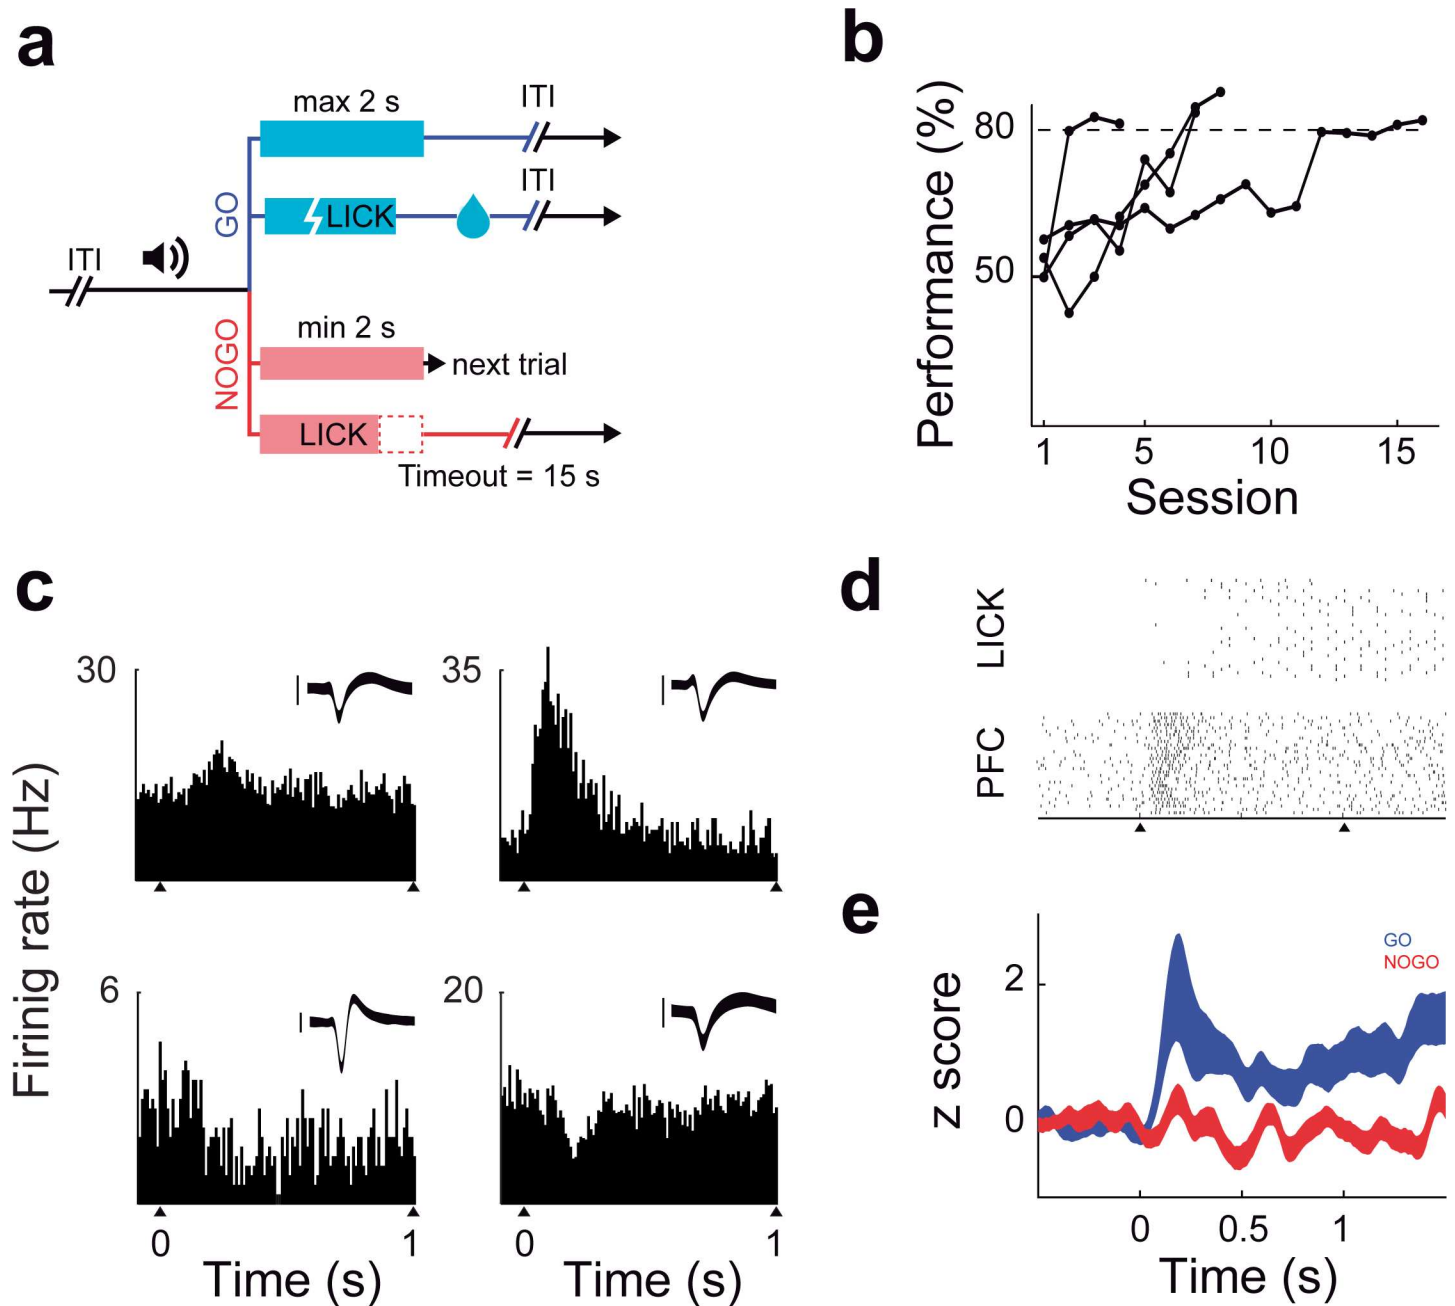 a
max 2 s
ITI
GO
LICK
ITI
ITI
NOGO
min 2 s
next trial
LICK
Timeout = 15 s
b
Performance (%)
80
50
1 5 10 15
Session
c
Firinig rate (Hz)
30
35
6
20
0 1
0 1
Time (s)
Time (s)
d
LICK
PFC
e
z score
2
0
GO
NOGO
0 0.5 1
Time (s)